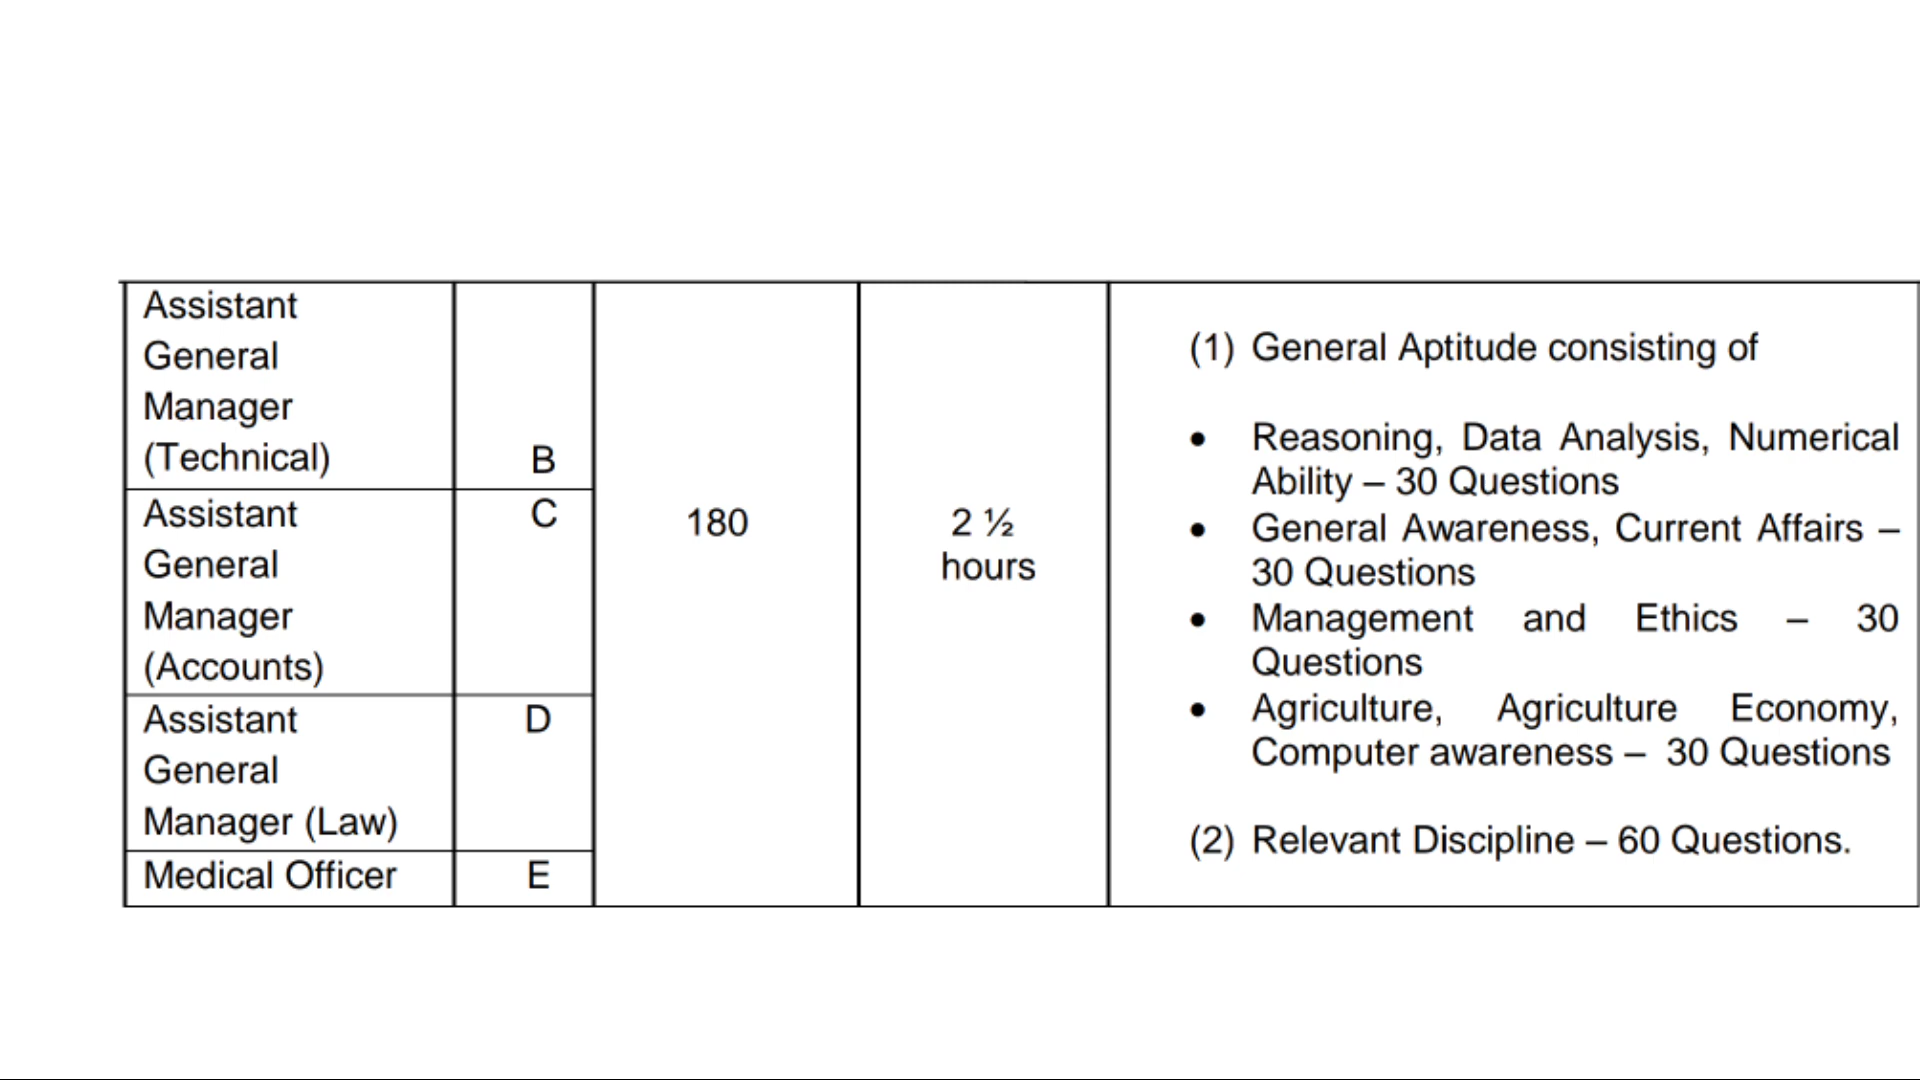 Assistant
General
Manager
(Technical)
B
Assistant
General
Manager
(Accounts)
C
Assistant
General
Manager (Law)
D
Medical Officer
E
180
2 ½
hours
(1) General Aptitude consisting of
• Reasoning, Data Analysis, Numerical
Ability – 30 Questions
• General Awareness, Current Affairs –
30 Questions
• Management and Ethics – 30
Questions
• Agriculture, Agriculture Economy,
Computer awareness – 30 Questions
(2) Relevant Discipline – 60 Questions.